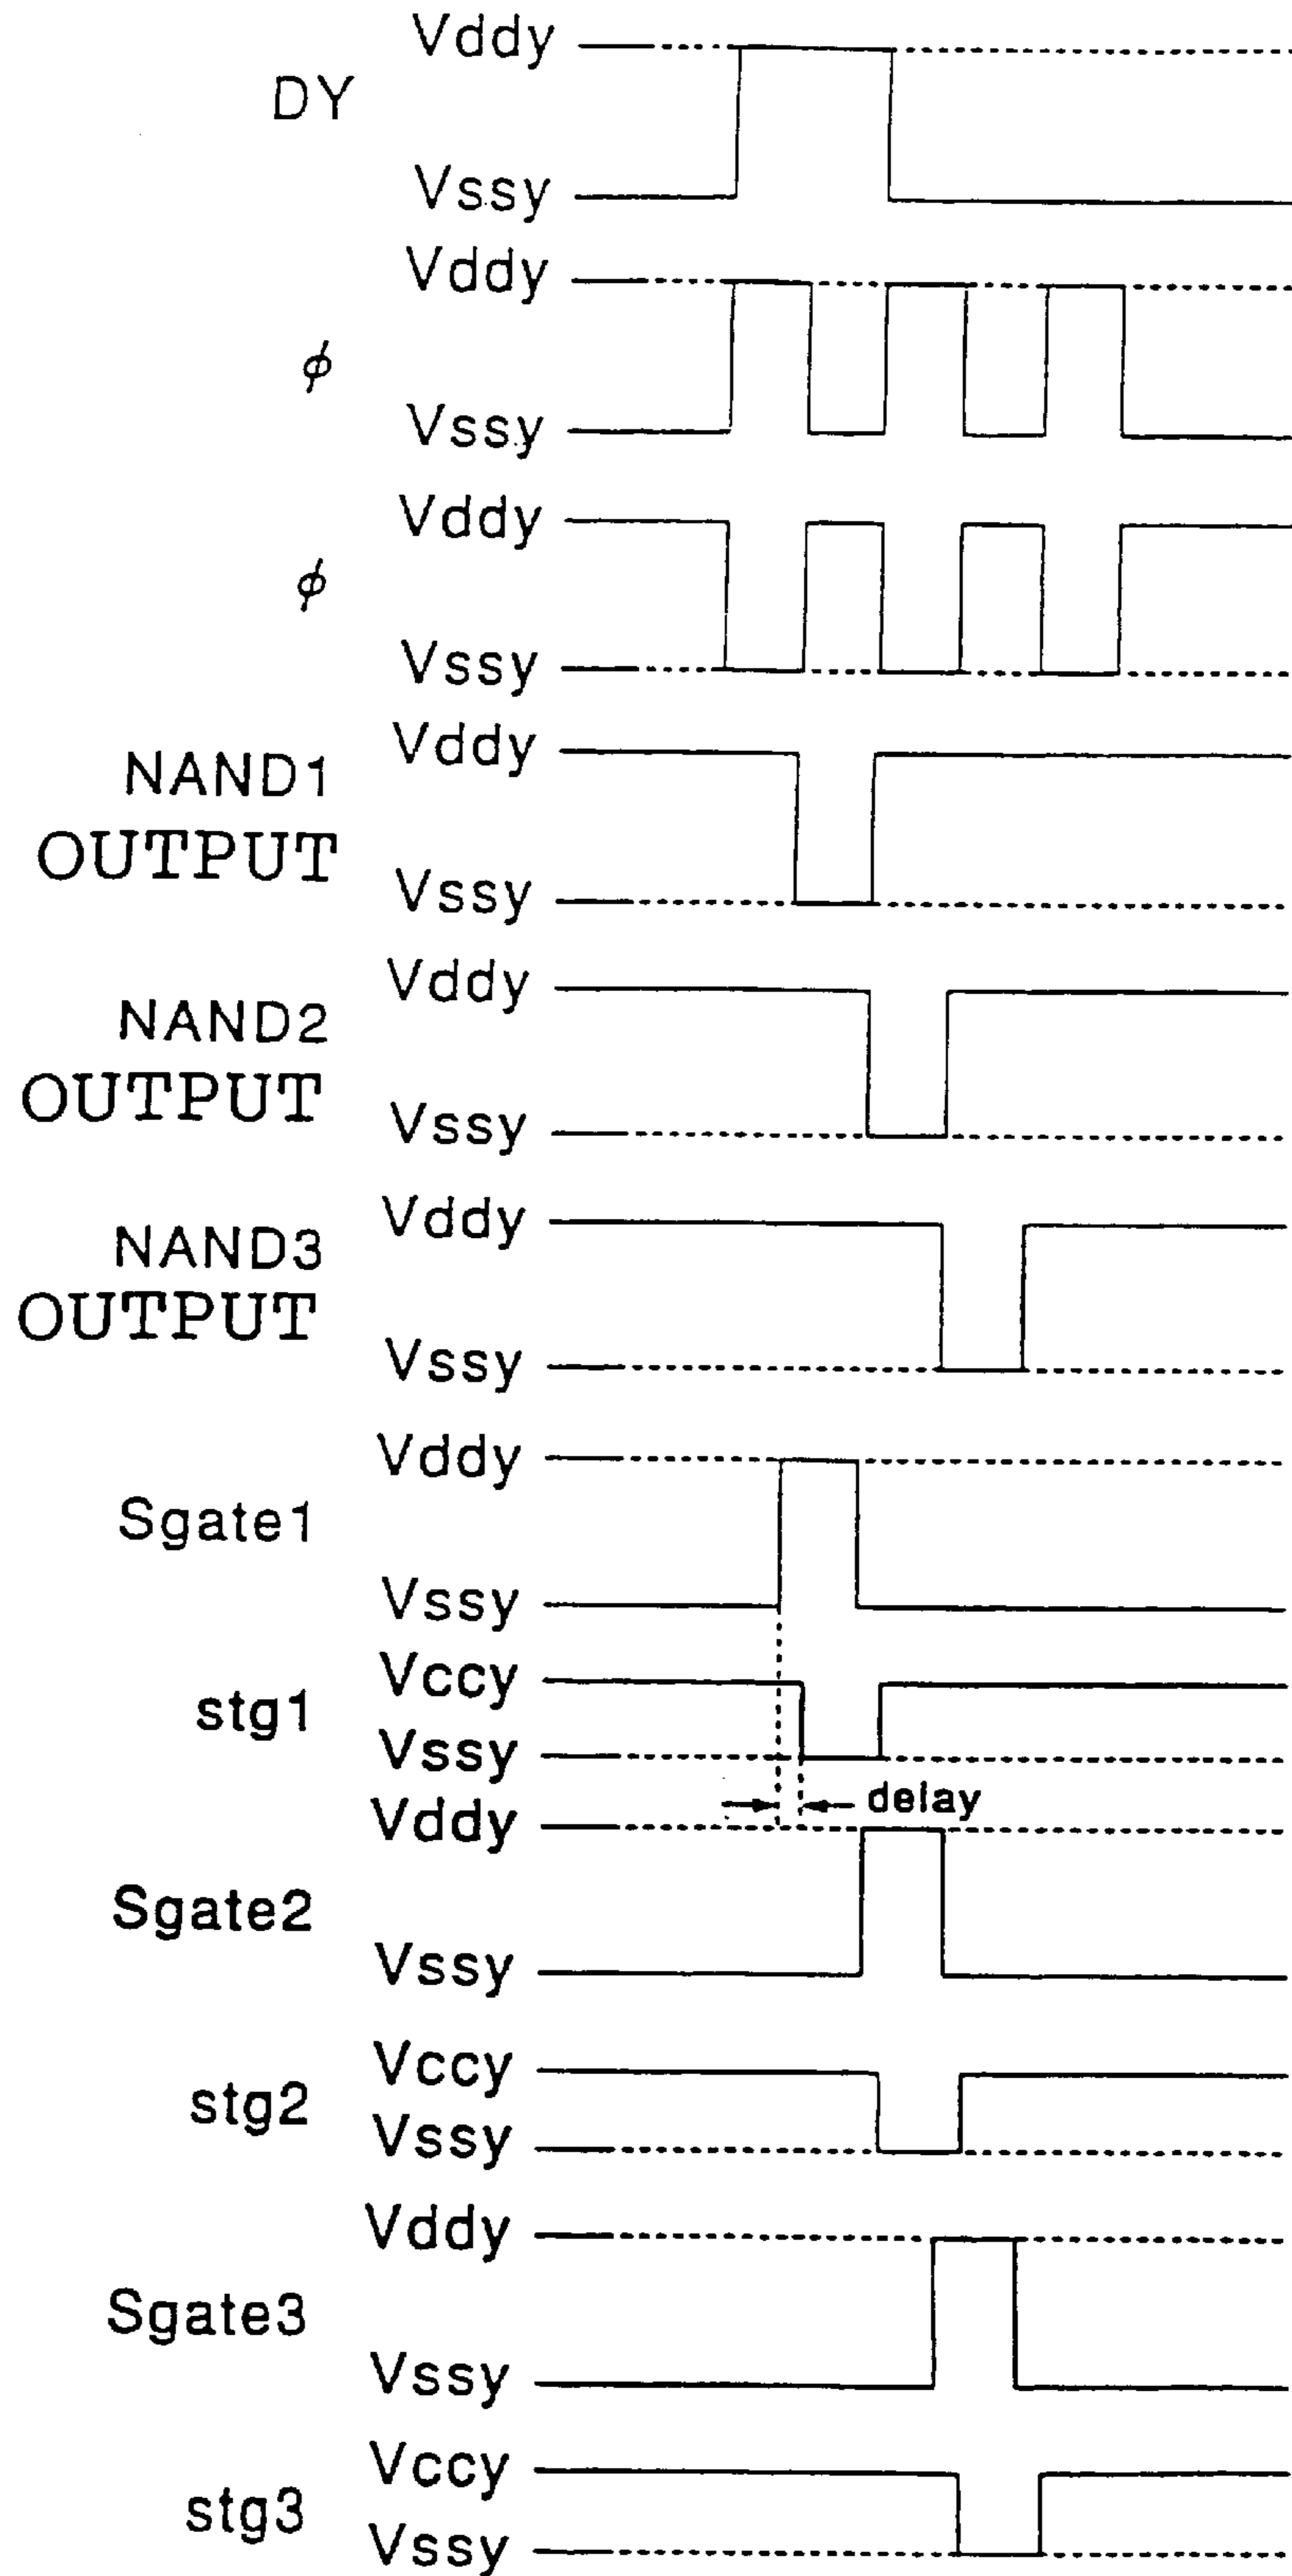 Vddy
DY
Vssy
Vddy
ϕ
Vssy
Vddy
ϕ
Vssy
Vddy
NAND1
OUTPUT
Vssy
Vddy
NAND2
OUTPUT
Vssy
Vddy
NAND3
OUTPUT
Vssy
Vddy
Sgate1
Vssy
Vccy
stg1
Vssy
delay
Vddy
Sgate2
Vssy
Vccy
stg2
Vssy
Vddy
Sgate3
Vssy
Vccy
stg3
Vssy